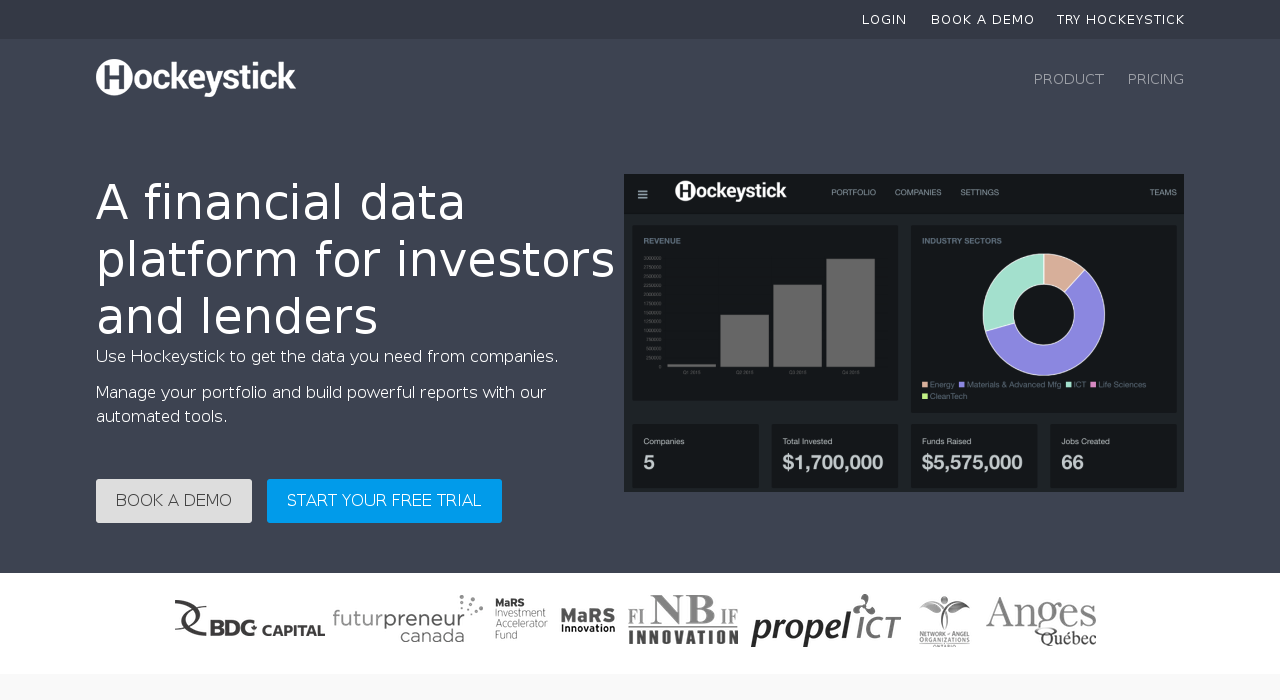 LOGIN BOOK A DEMO TRY HOCKEYSTICK
Hockeystick PRODUCT PRICING
A financial data
platform for investors
and lenders
Use Hockeystick to get the data you need from companies.
Manage your portfolio and build powerful reports with our
automated tools.
BOOK A DEMO START YOUR FREE TRIAL
Hockeystick PORTFOLIO COMPANIES SETTINGS TEAMS
REVENUE
INDUSTRY SECTORS
Energy Materials & Advanced Mfg ICT Life Sciences
CleanTech
Companies
5
Total Invested
$1,700,000
Funds Raised
$5,575,000
Jobs Created
66
BDC CAPITAL
futurpreneur
canada
MaRS
Investment
Accelerator
Fund
MaRS
Innovation
FI NB IF
INNOVATION
propel ICT
NETWORK OF ANGEL
ORGANIZATIONS
ONTARIO
Anges
Québec